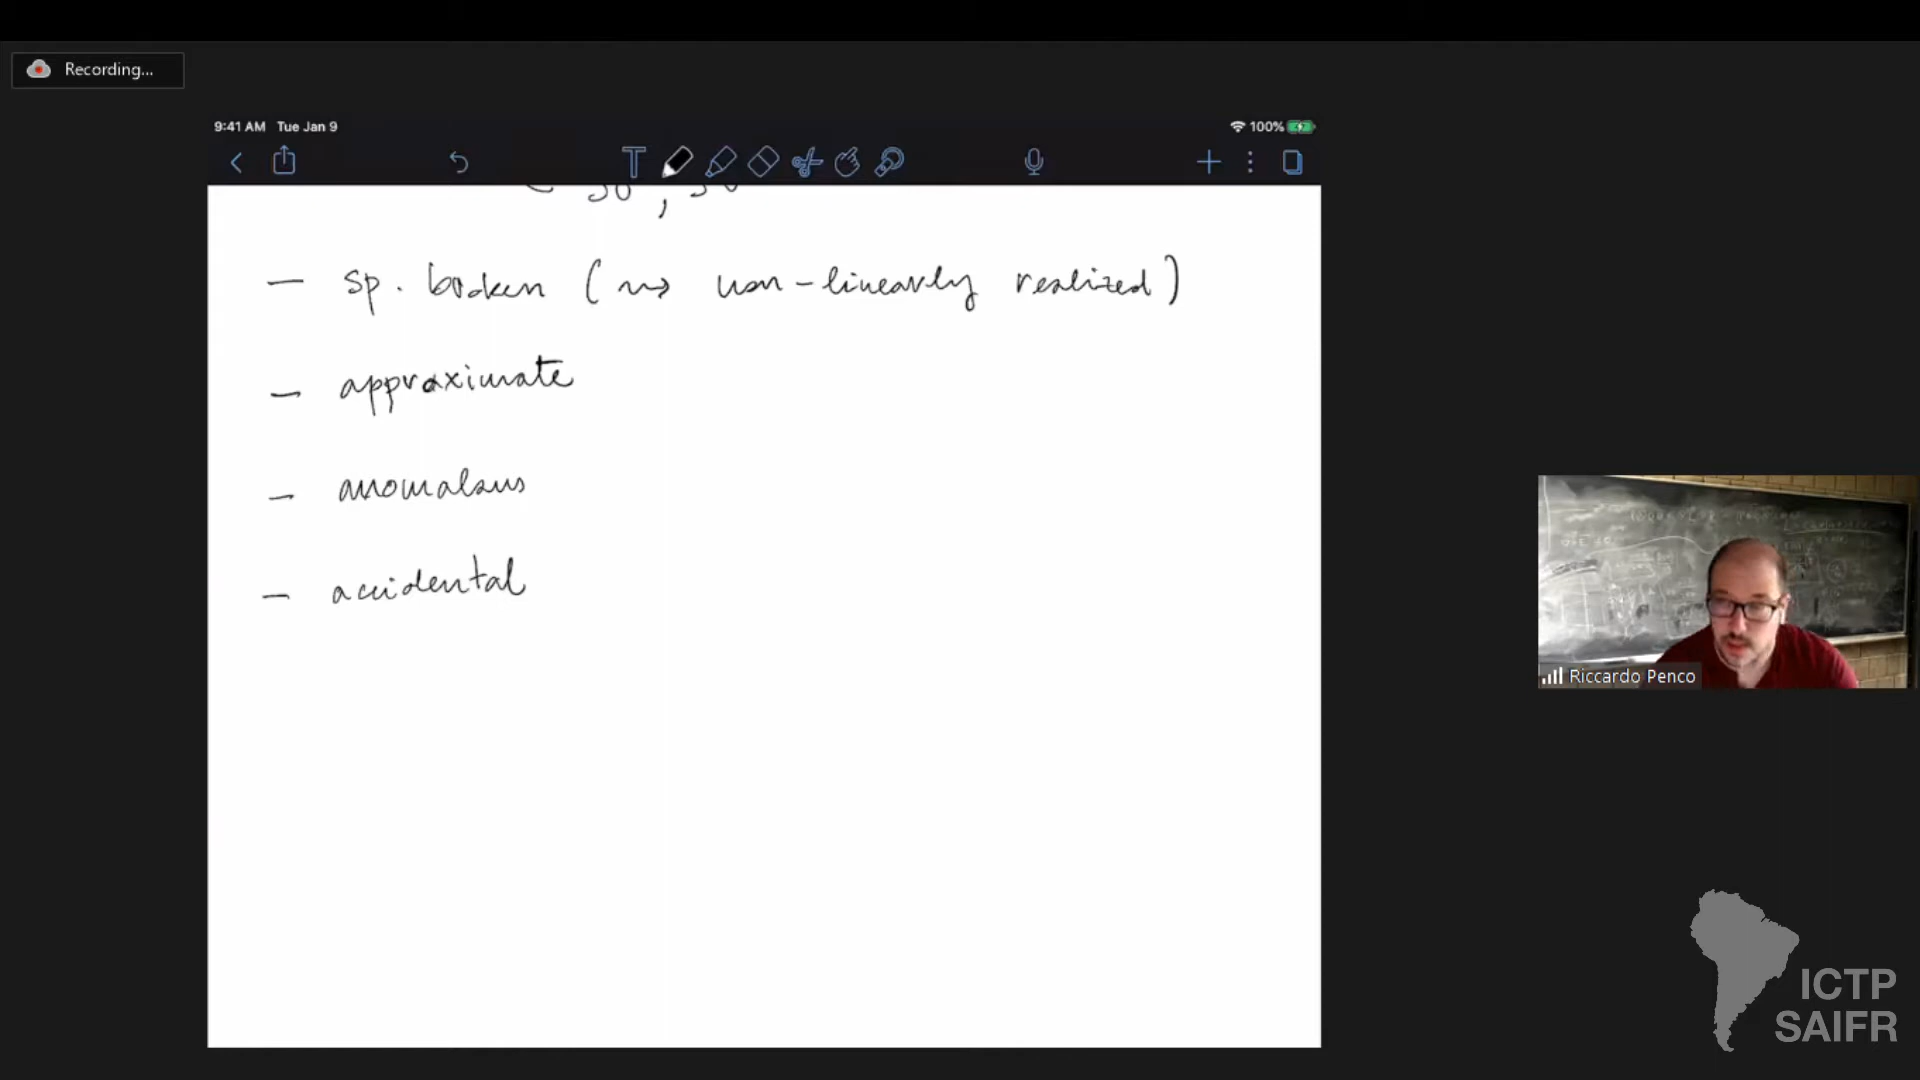 Recording...
9:41 AM Tue Jan 9
100%
— sp. broken (⇝ non-linearly realized)
— approximate
— anomalous
— accidental
Riccardo Penco
ICTP
SAIFR